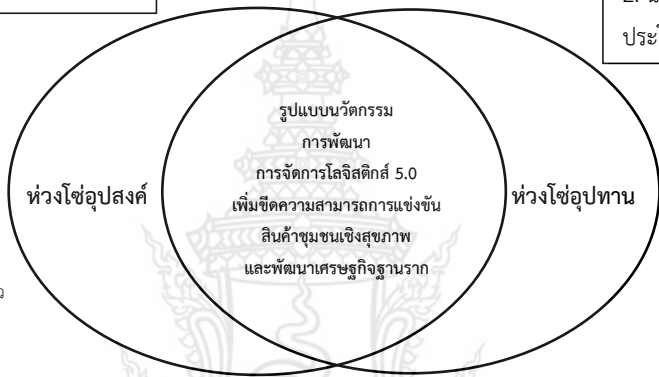 ประโ
รูปแบบนวัตกรรม
การพัฒนา
การจัดการโลจิสติกส์ 5.0
ห่วงโซ่อุปสงค์
เพิ่มขีดความสามารถการแข่งขัน
ห่วงโซ่อุปทาน
สินค้าชุมชนเชิงสุขภาพ
และพัฒนาเศรษฐกิจฐานราก